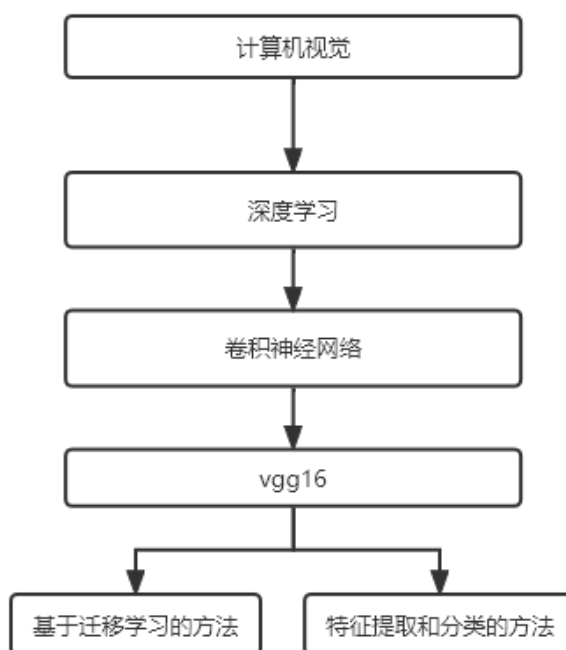 计算机视觉
深度学习
卷积神经网络
vgg16
基于迁移学习的方法
特征提取和分类的方法